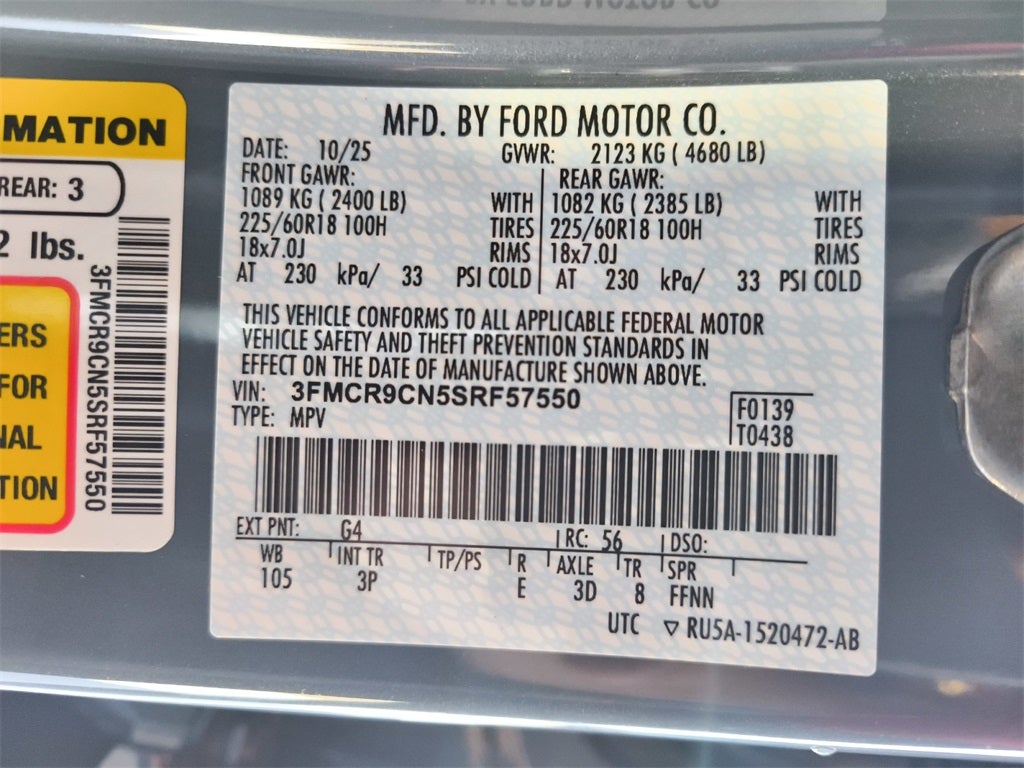 MATION
REAR: 3
2 lbs.
ERS
FOR
NAL
TION
3FMCR9CN5SRF57550
MFD. BY FORD MOTOR CO.
DATE: 10/25 GVWR: 2123 KG ( 4680 LB)
FRONT GAWR: REAR GAWR:
1089 KG ( 2400 LB) WITH 1082 KG ( 2385 LB) WITH
225/60R18 100H TIRES 225/60R18 100H TIRES
18x7.0J RIMS 18x7.0J RIMS
AT 230 kPa/ 33 PSI COLD AT 230 kPa/ 33 PSI COLD
THIS VEHICLE CONFORMS TO ALL APPLICABLE FEDERAL MOTOR
VEHICLE SAFETY AND THEFT PREVENTION STANDARDS IN
EFFECT ON THE DATE OF MANUFACTURE SHOWN ABOVE.
VIN: 3FMCR9CN5SRF57550
TYPE: MPV
F0139
T0438
EXT PNT: G4 RC: 56 DSO:
WB INT TR TP/PS R AXLE TR SPR
105 3P E 3D 8 FFNN
UTC ▽ RU5A-1520472-AB